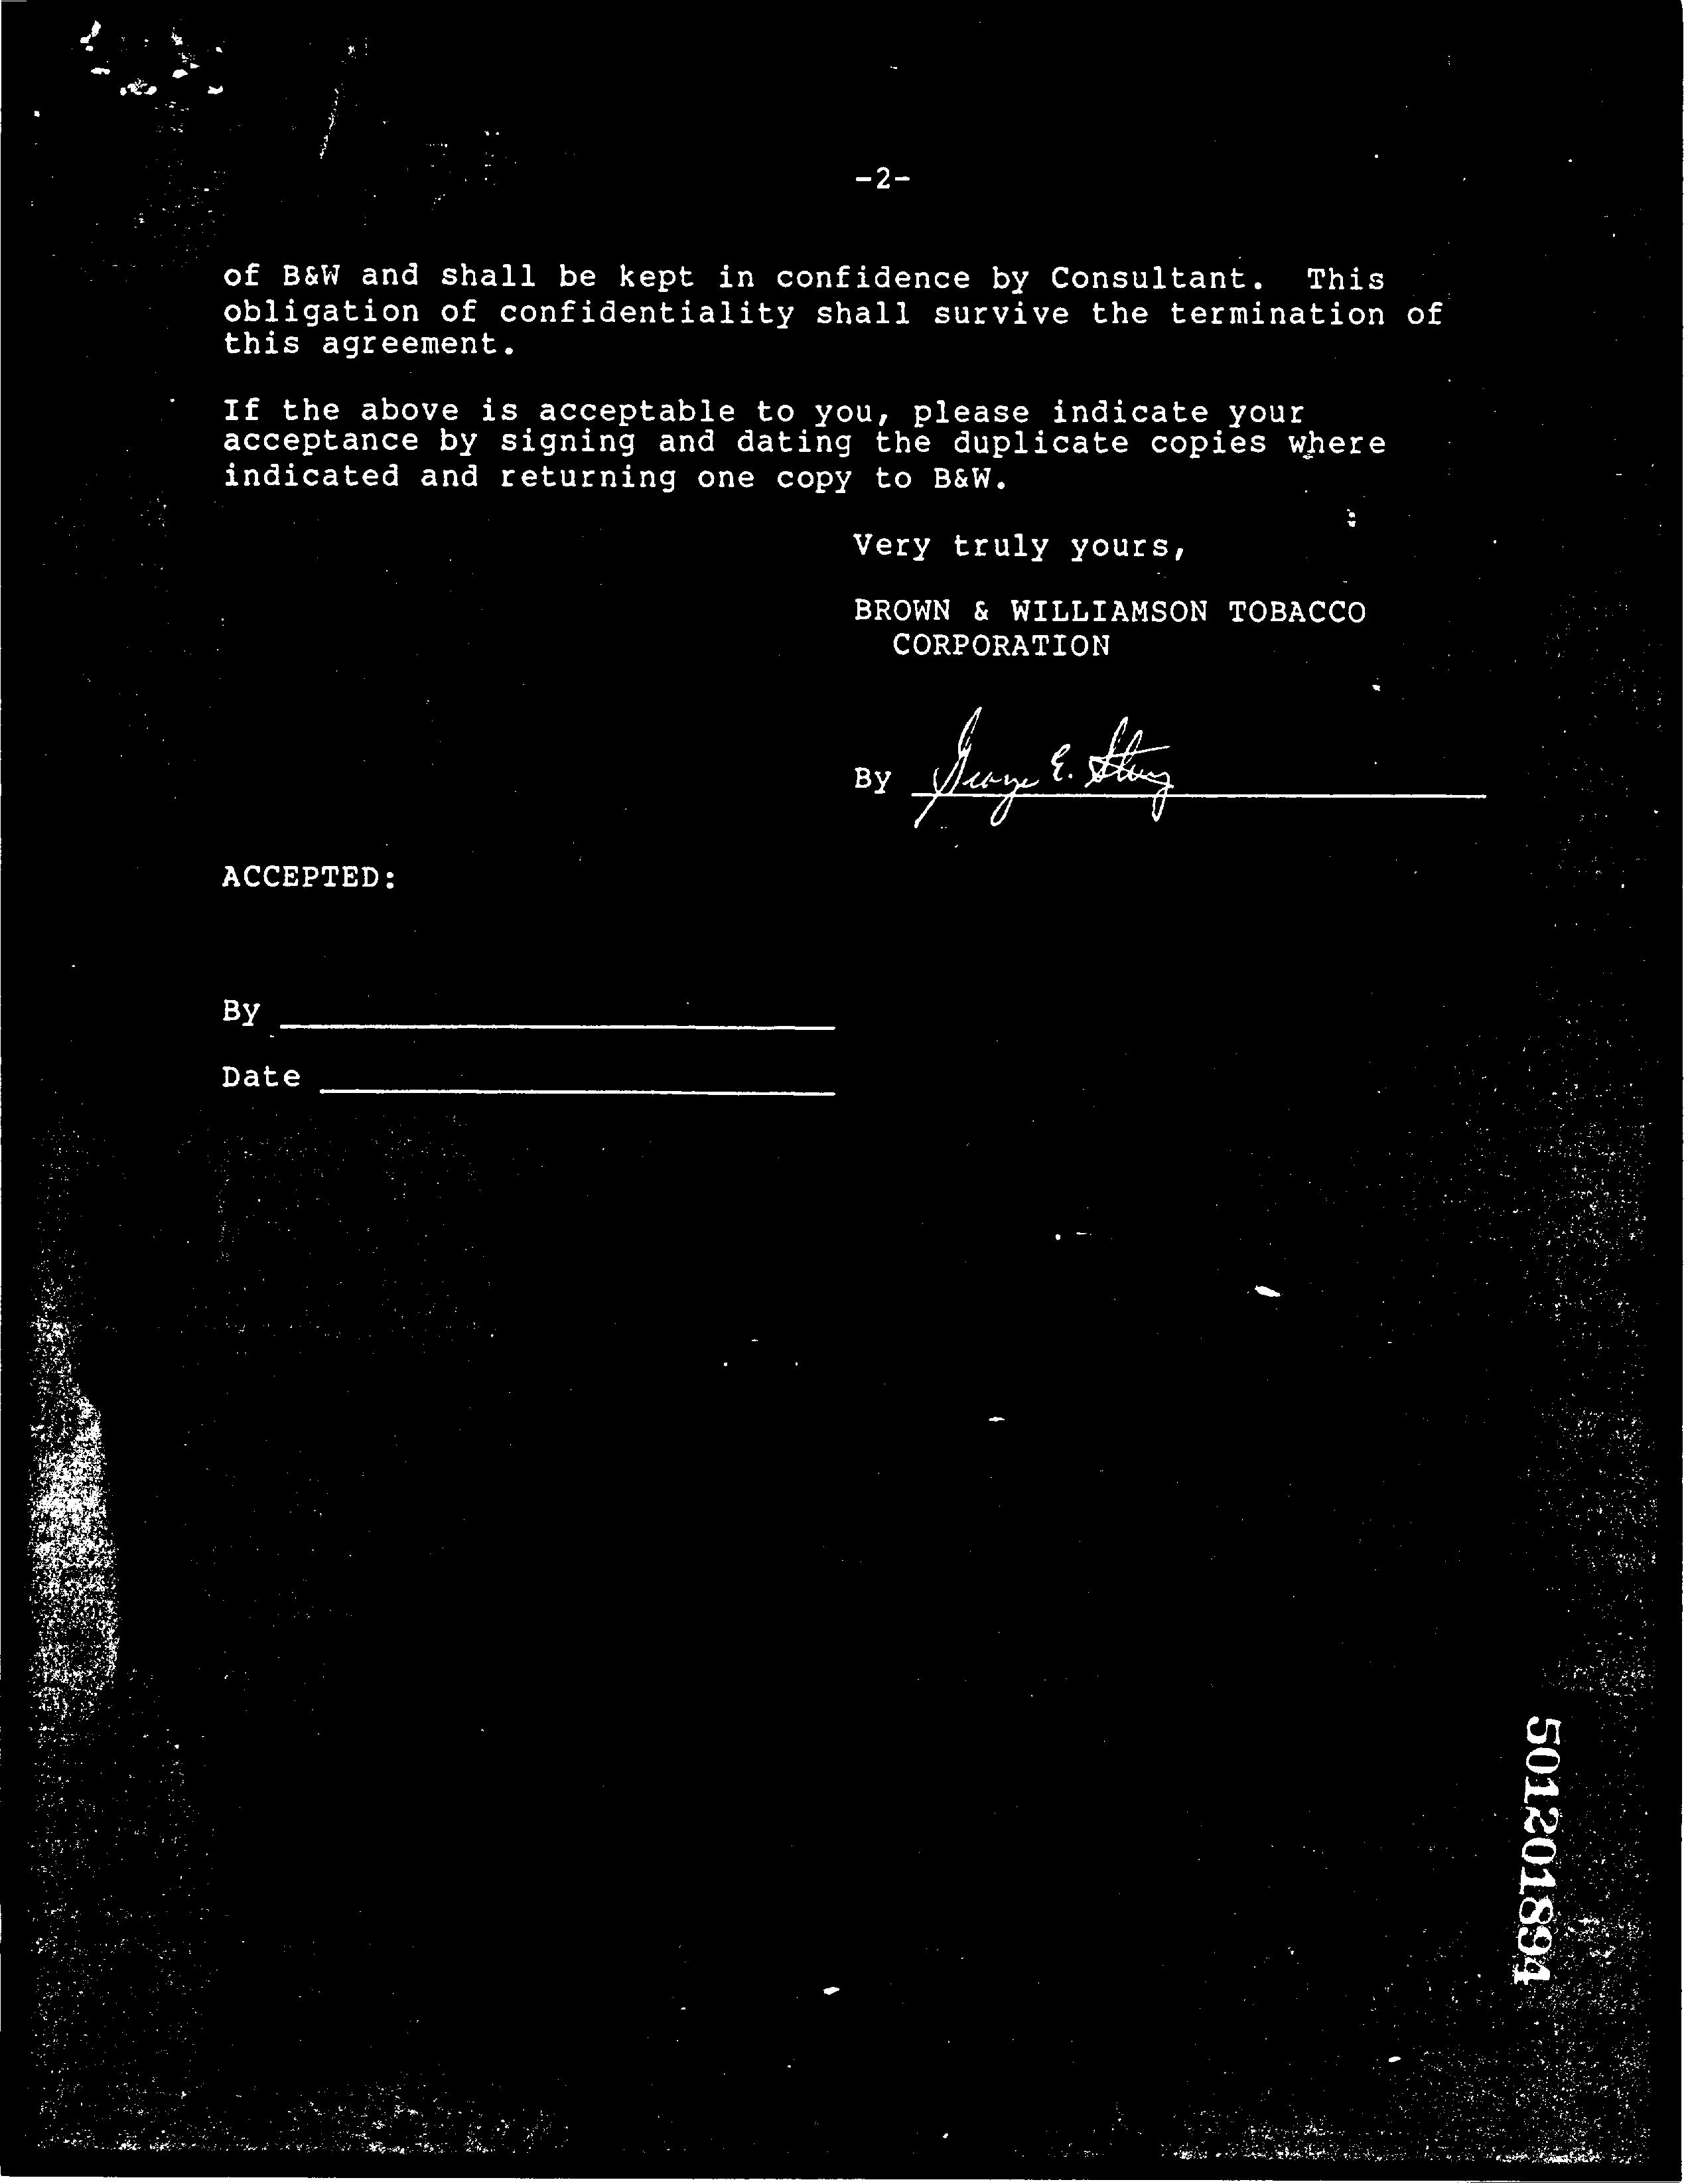 -2-
of B&W and shall be kept in confidence by Consultant. This
obligation of confidentiality shall survive the termination of
this agreement.
If the above is acceptable to you, please indicate your
acceptance by signing and dating the duplicate copies where
indicated and returning one copy to B&W.
Very truly yours,
BROWN & WILLIAMSON TOBACCO
CORPORATION
By George E.
ACCEPTED:
By
Date
501201894